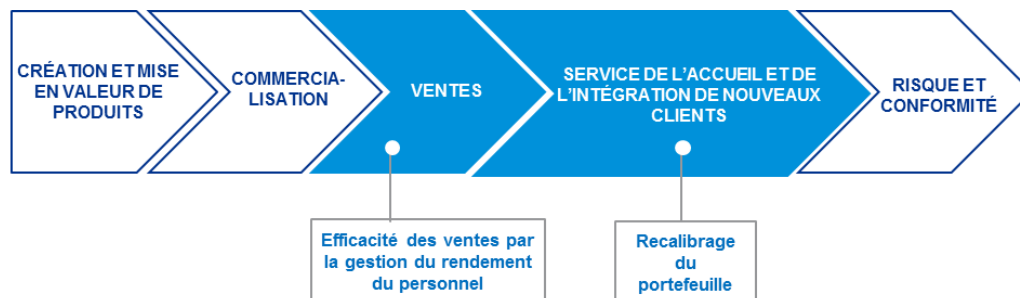 CRÉATION ET MISE
EN VALEUR DE
PRODUITS
COMMERCIA-
LISATION
VENTES
SERVICE DE L'ACCUEIL ET DE
L'INTÉGRATION DE NOUVEAUX
CLIENTS
RISQUE ET
CONFORMITÉ
Efficacité des ventes par
la gestion du rendement
du personnel
Recalibrage
du
portefeuille